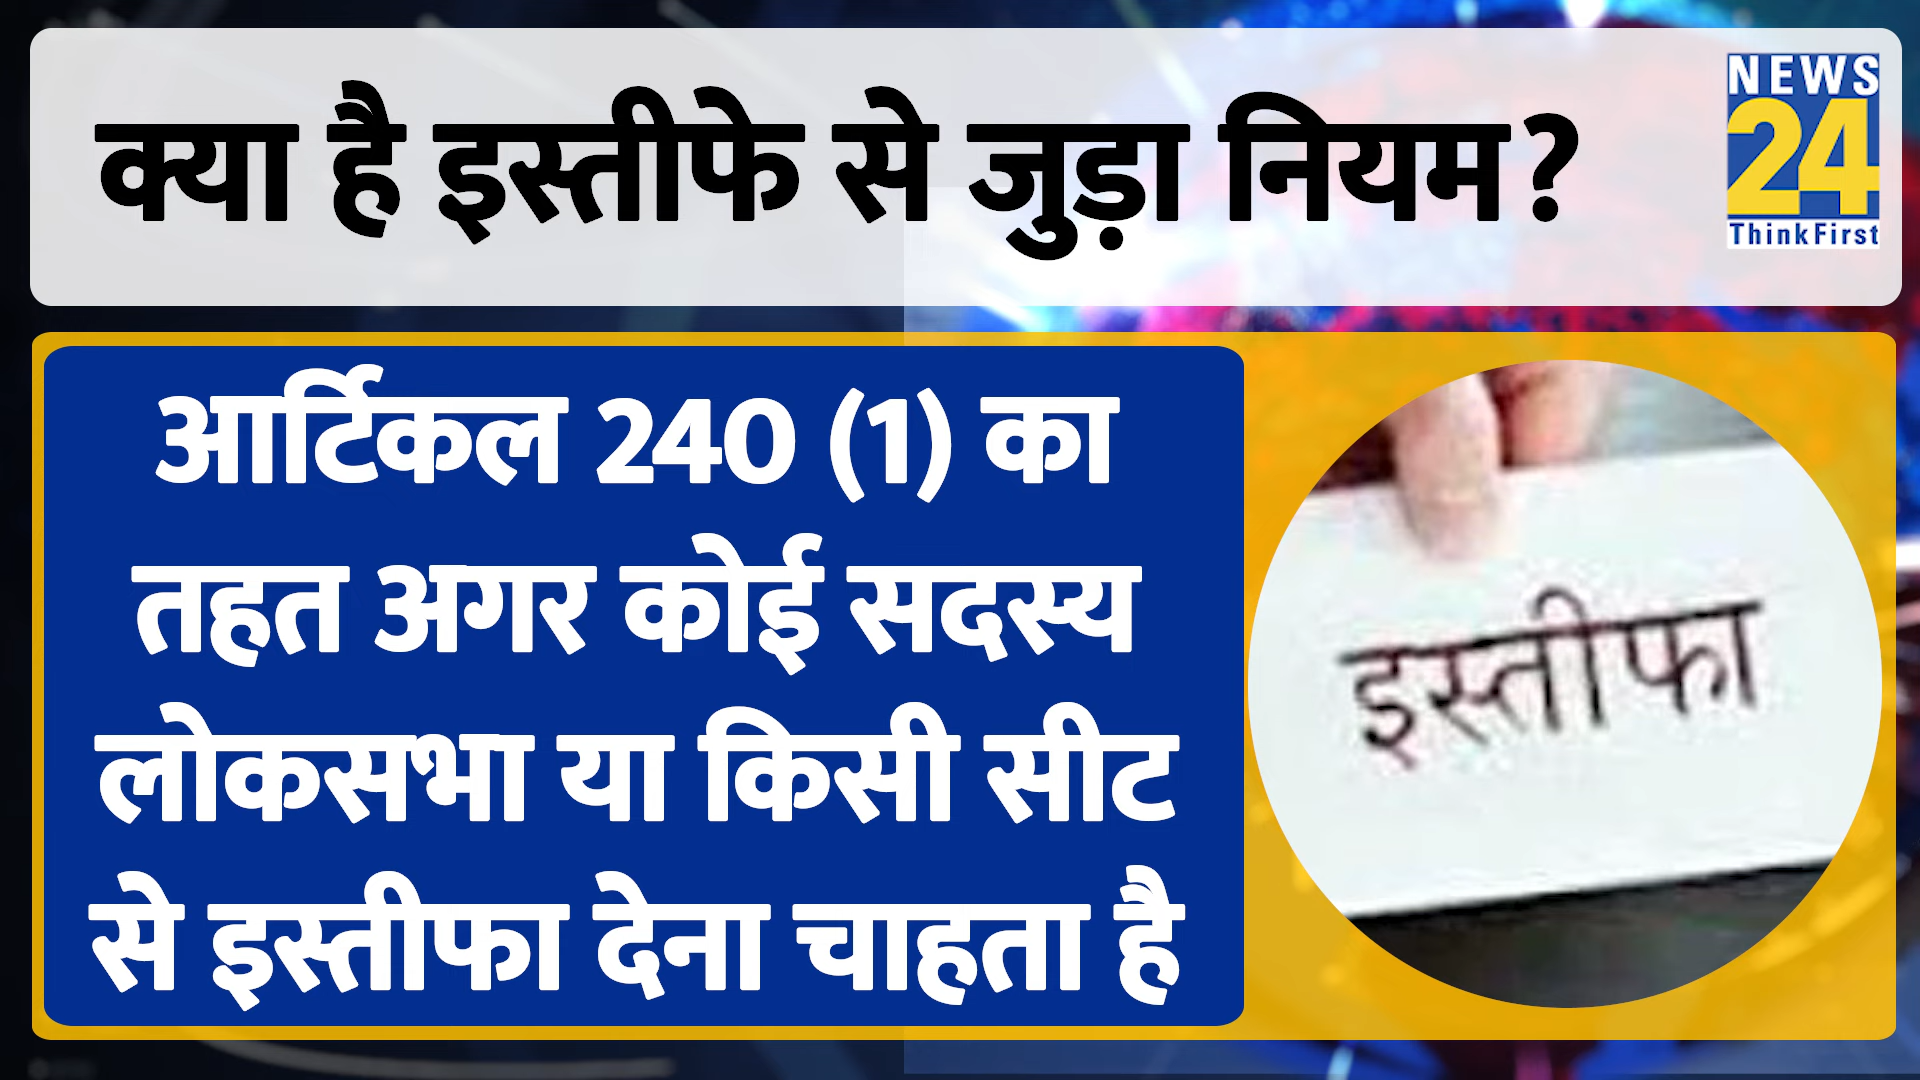 क्या है इस्तीफे से जुड़ा नियम?
NEWS
24
ThinkFirst
आर्टिकल 240 (1) का
तहत अगर कोई सदस्य
लोकसभा या किसी सीट
से इस्तीफा देना चाहता है
इस्तीफा